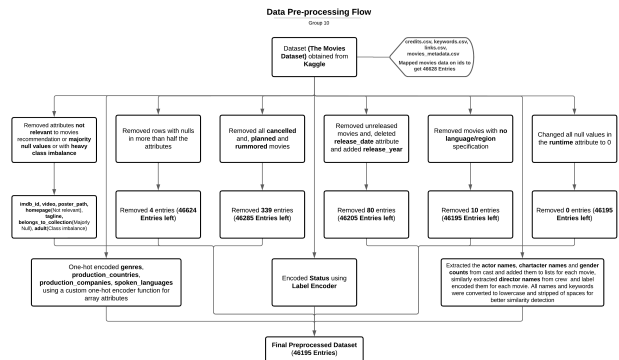 Data Pre-processing Flow
Group 10
Dataset (The Movies
Dataset) obtained from
Kaggle
credits.csv, keywords.csv,
links.csv,
movies_metadata.csv
Mapped movies data on ids to
get 46628 Entries
Removed attributes not
relevant to movies
recommendation or majority
null values or with heavy
class imbalance
Removed rows with nulls
in more than half the
attributes
Removed all cancelled
and, planned and
rummored movies
Removed unreleased
movies and, deleted
release_date attribute
and added release_year
Removed movies with no
language/region
specification
Changed all null values in
the runtime attribute to 0
imdb_id, video, poster_path,
homepage(Not relevant),
tagline,
belongs_to_collection(Majority
Null), adult(Class imbalance)
Removed 4 entries (46624
Entries left)
Removed 339 entries
(46285 Entries left)
Removed 80 entries
(46205 Entries left)
Removed 10 entries
(46195 Entries left)
Removed 0 entries (46195
Entries left)
One-hot encoded genres,
production_countries,
production_companies, spoken_languages
using a custom one-hot encoder function for
array attributes
Encoded Status using
Label Encoder
Extracted the actor names, chartacter names and gender
counts from cast and added them to lists for each movie,
similarly extracted director names from crew and label
encoded them for each movie. All names and keywords
were converted to lowercase and stripped of spaces for
better similarity detection
Final Prepocessed Dataset
(46195 Entries)